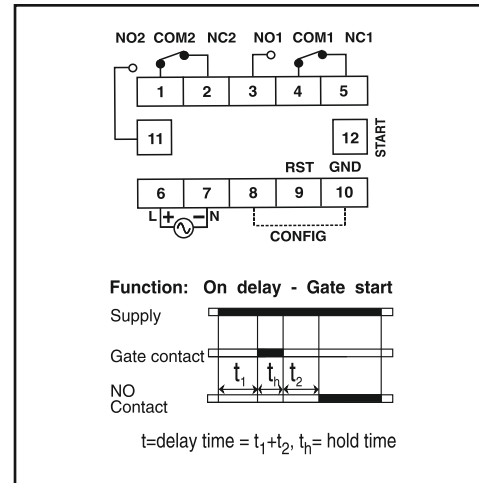 NO2 COM2 NC2 NO1 COM1 NC1
1 2 3 4 5
11 12 START
RST GND
6 7 8 9 10
L + − N
CONFIG
Function: On delay - Gate start
Supply
Gate contact
t1 th t2
NO
Contact
t=delay time = t1+t2, th= hold time